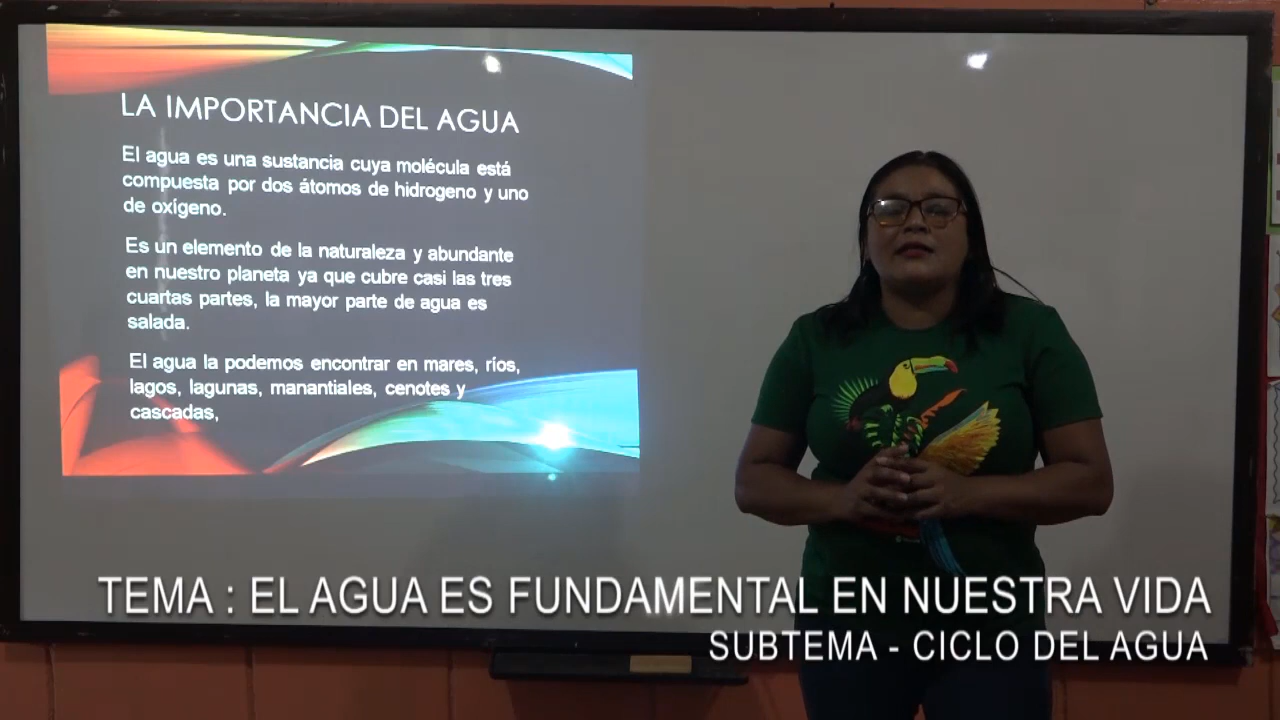 LA IMPORTANCIA DEL AGUA
El agua es una sustancia cuya molécula está
compuesta por dos átomos de hidrogeno y uno
de oxígeno.
Es un elemento de la naturaleza y abundante
en nuestro planeta ya que cubre casi las tres
cuartas partes, la mayor parte de agua es
salada.
El agua la podemos encontrar en mares, ríos,
lagos, lagunas, manantiales, cenotes y
cascadas,
TEMA : EL AGUA ES FUNDAMENTAL EN NUESTRA VIDA
SUBTEMA - CICLO DEL AGUA